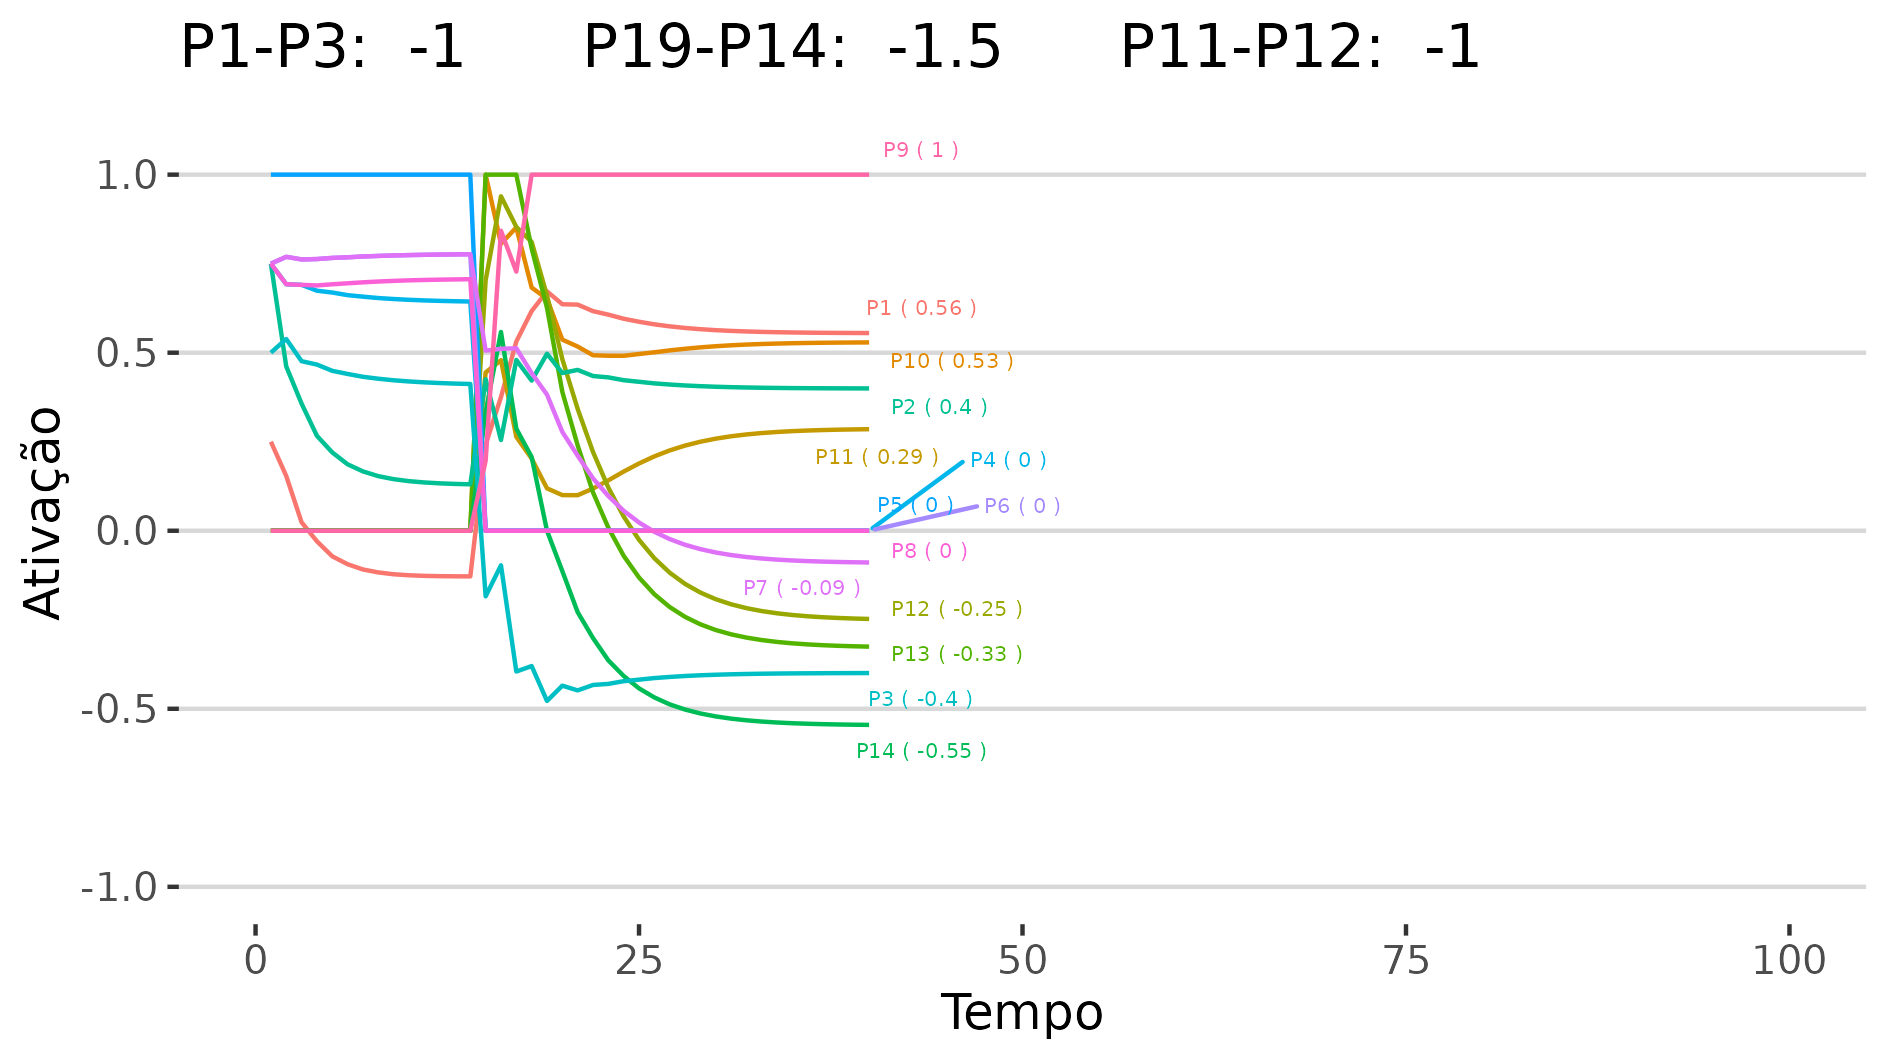 P1-P3:  -1      P19-P14:  -1.5      P11-P12:  -1
Ativação
1.0
0.5
0.0
-0.5
-1.0
P9 ( 1 )
P1 ( 0.56 )
P10 ( 0.53 )
P2 ( 0.4 )
P11 ( 0.29 )
P4 ( 0 )
P5 ( 0 )
P6 ( 0 )
P8 ( 0 )
P7 ( -0.09 )
P12 ( -0.25 )
P13 ( -0.33 )
P3 ( -0.4 )
P14 ( -0.55 )
0 25 50 75 100
Tempo